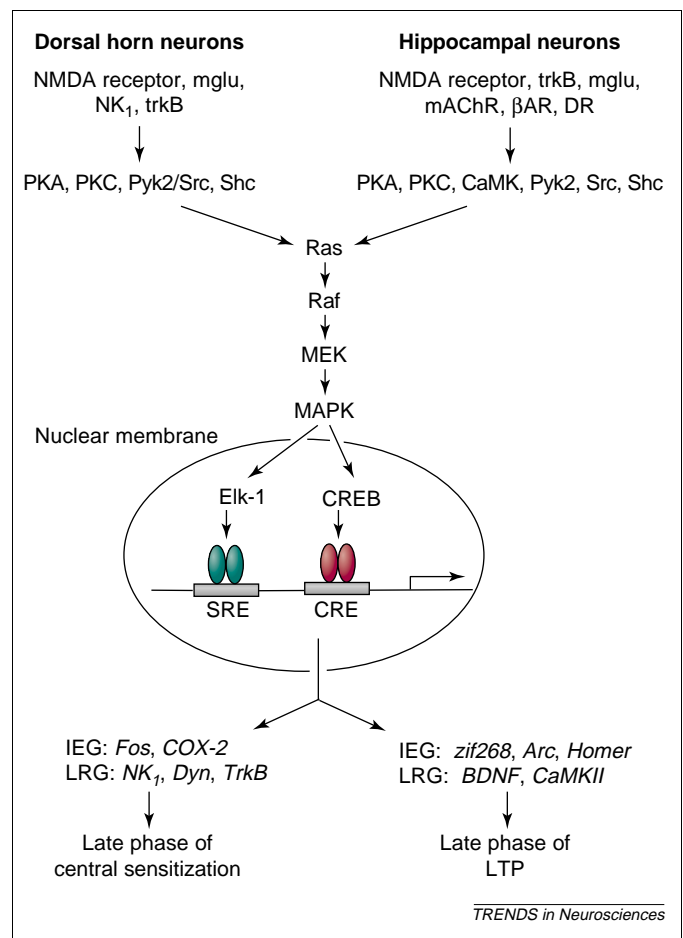 Dorsal horn neurons
Hippocampal neurons
NMDA receptor, mglu,
NK1, trkB
NMDA receptor, trkB, mglu,
mAChR, βAR, DR
PKA, PKC, Pyk2/Src, Shc
PKA, PKC, CaMK, Pyk2, Src, Shc
Ras
Raf
MEK
MAPK
Nuclear membrane
Elk-1
CREB
SRE
CRE
IEG: Fos, COX-2
LRG: NK1, Dyn, TrkB
IEG: zif268, Arc, Homer
LRG: BDNF, CaMKII
Late phase of
central sensitization
Late phase of
LTP
TRENDS in Neurosciences